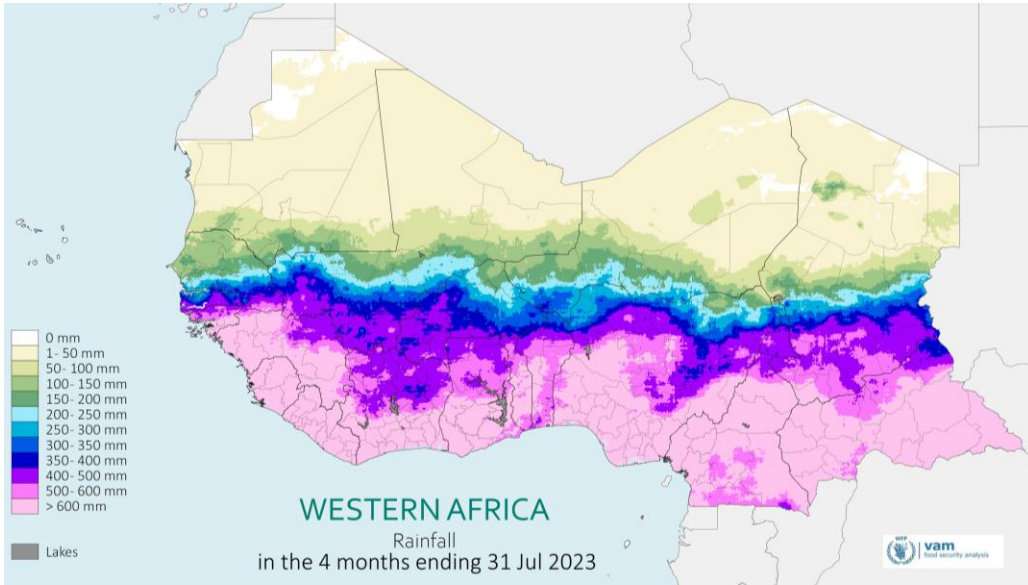 0 mm
1- 50 mm
50- 100 mm
100- 150 mm
150- 200 mm
200- 250 mm
250- 300 mm
300- 350 mm
350- 400 mm
400- 500 mm
500- 600 mm
> 600 mm
Lakes
WESTERN AFRICA
Rainfall
in the 4 months ending 31 Jul 2023
WFP
vam
food security analysis